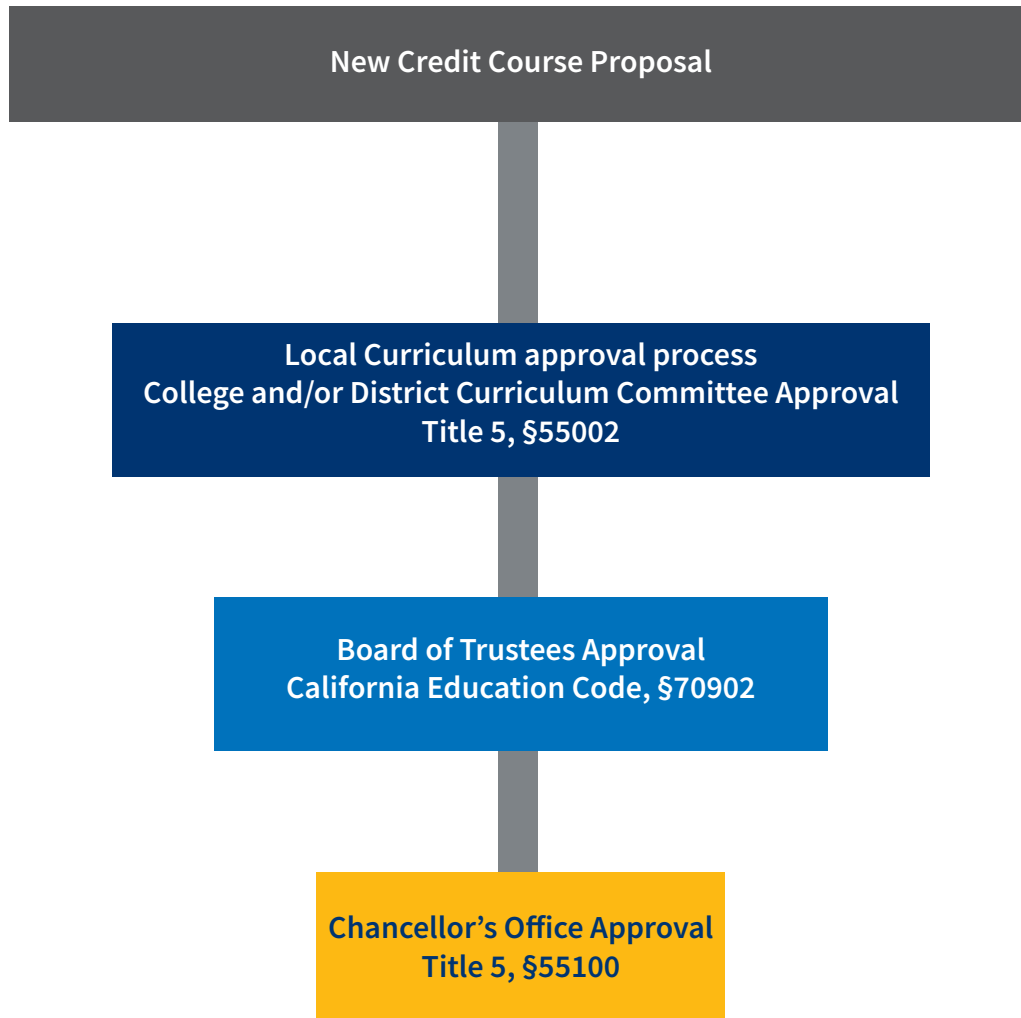 New Credit Course Proposal
Local Curriculum approval process
College and/or District Curriculum Committee Approval
Title 5, §55002
Board of Trustees Approval
California Education Code, §70902
Chancellor’s Office Approval
Title 5, §55100